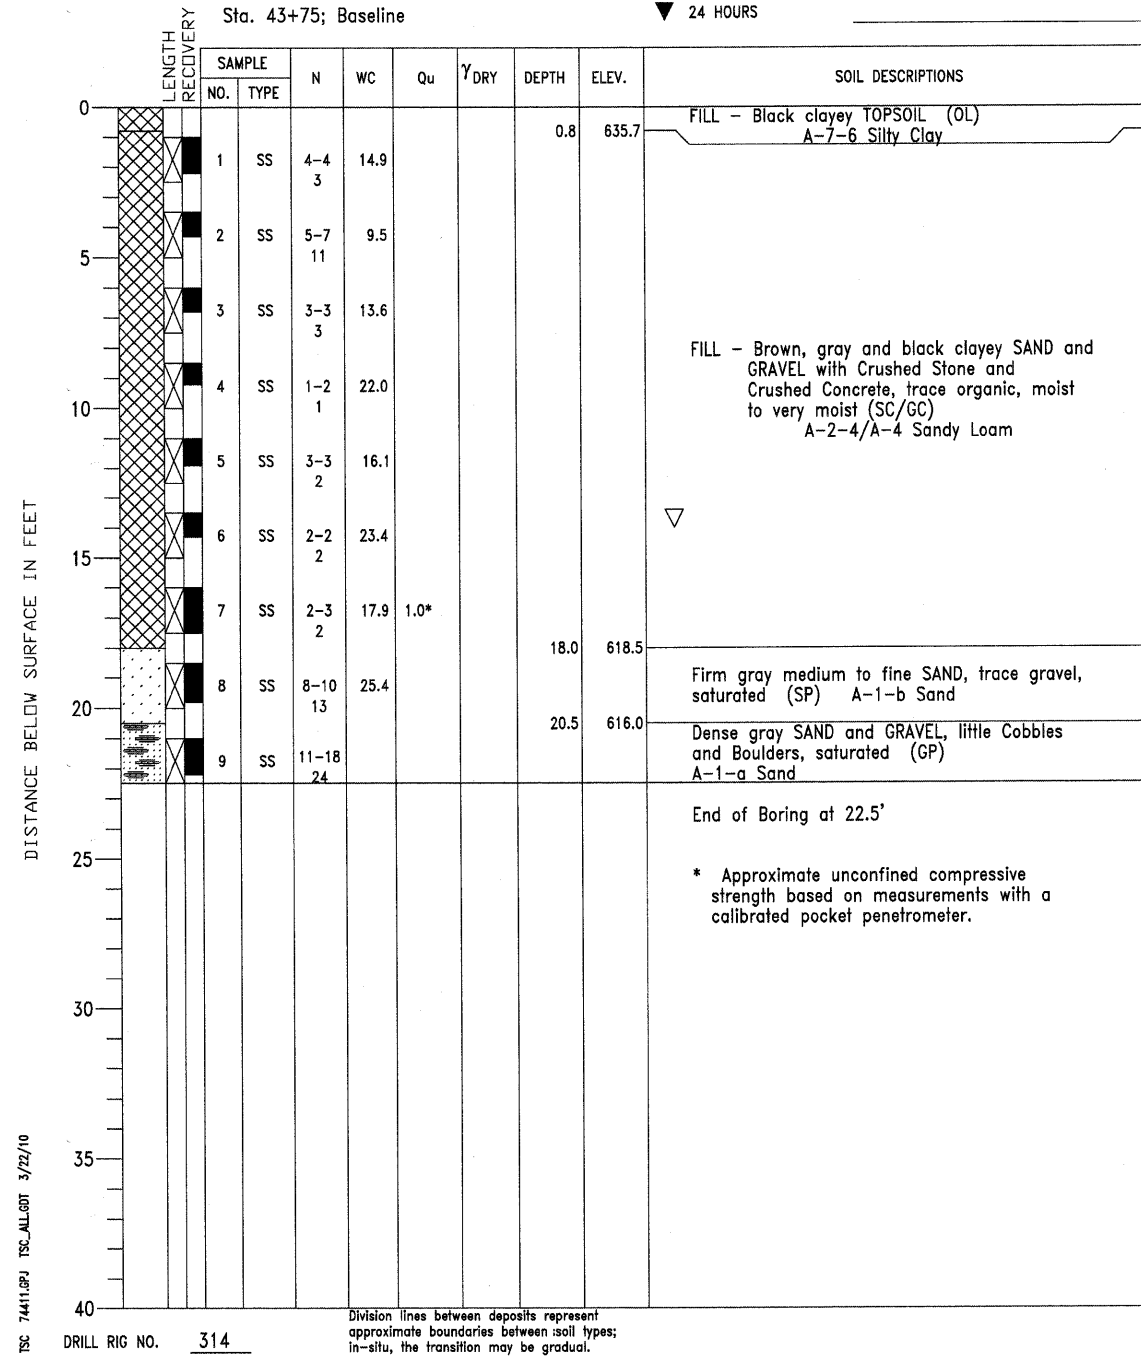 Sta. 43+75; Baseline
▼ 24 HOURS
LENGTH
RECOVERY
SAMPLE
NO. TYPE N WC Qu γDRY DEPTH ELEV. SOIL DESCRIPTIONS
0
FILL – Black clayey TOPSOIL (OL)
0.8 635.7 A-7-6 Silty Clay
1 SS 4-4 14.9
3
2 SS 5-7 9.5
11
5
3 SS 3-3 13.6
3
FILL – Brown, gray and black clayey SAND and
GRAVEL with Crushed Stone and
4 SS 1-2 22.0 Crushed Concrete, trace organic, moist
10 1 to very moist (SC/GC)
A-2-4/A-4 Sandy Loam
5 SS 3-3 16.1
2
6 SS 2-2 23.4
15 2
7 SS 2-3 17.9 1.0*
2
18.0 618.5
Firm gray medium to fine SAND, trace gravel,
8 SS 8-10 25.4 saturated (SP) A-1-b Sand
20 13
20.5 616.0
Dense gray SAND and GRAVEL, little Cobbles
9 SS 11-18 and Boulders, saturated (GP)
24 A-1-a Sand
End of Boring at 22.5'
25
* Approximate unconfined compressive
strength based on measurements with a
calibrated pocket penetrometer.
30
35
40
DISTANCE BELOW SURFACE IN FEET
TSC 74411.GPJ TSC_ALL.GDT 3/22/10
DRILL RIG NO. 314
Division lines between deposits represent
approximate boundaries between soil types;
in-situ, the transition may be gradual.